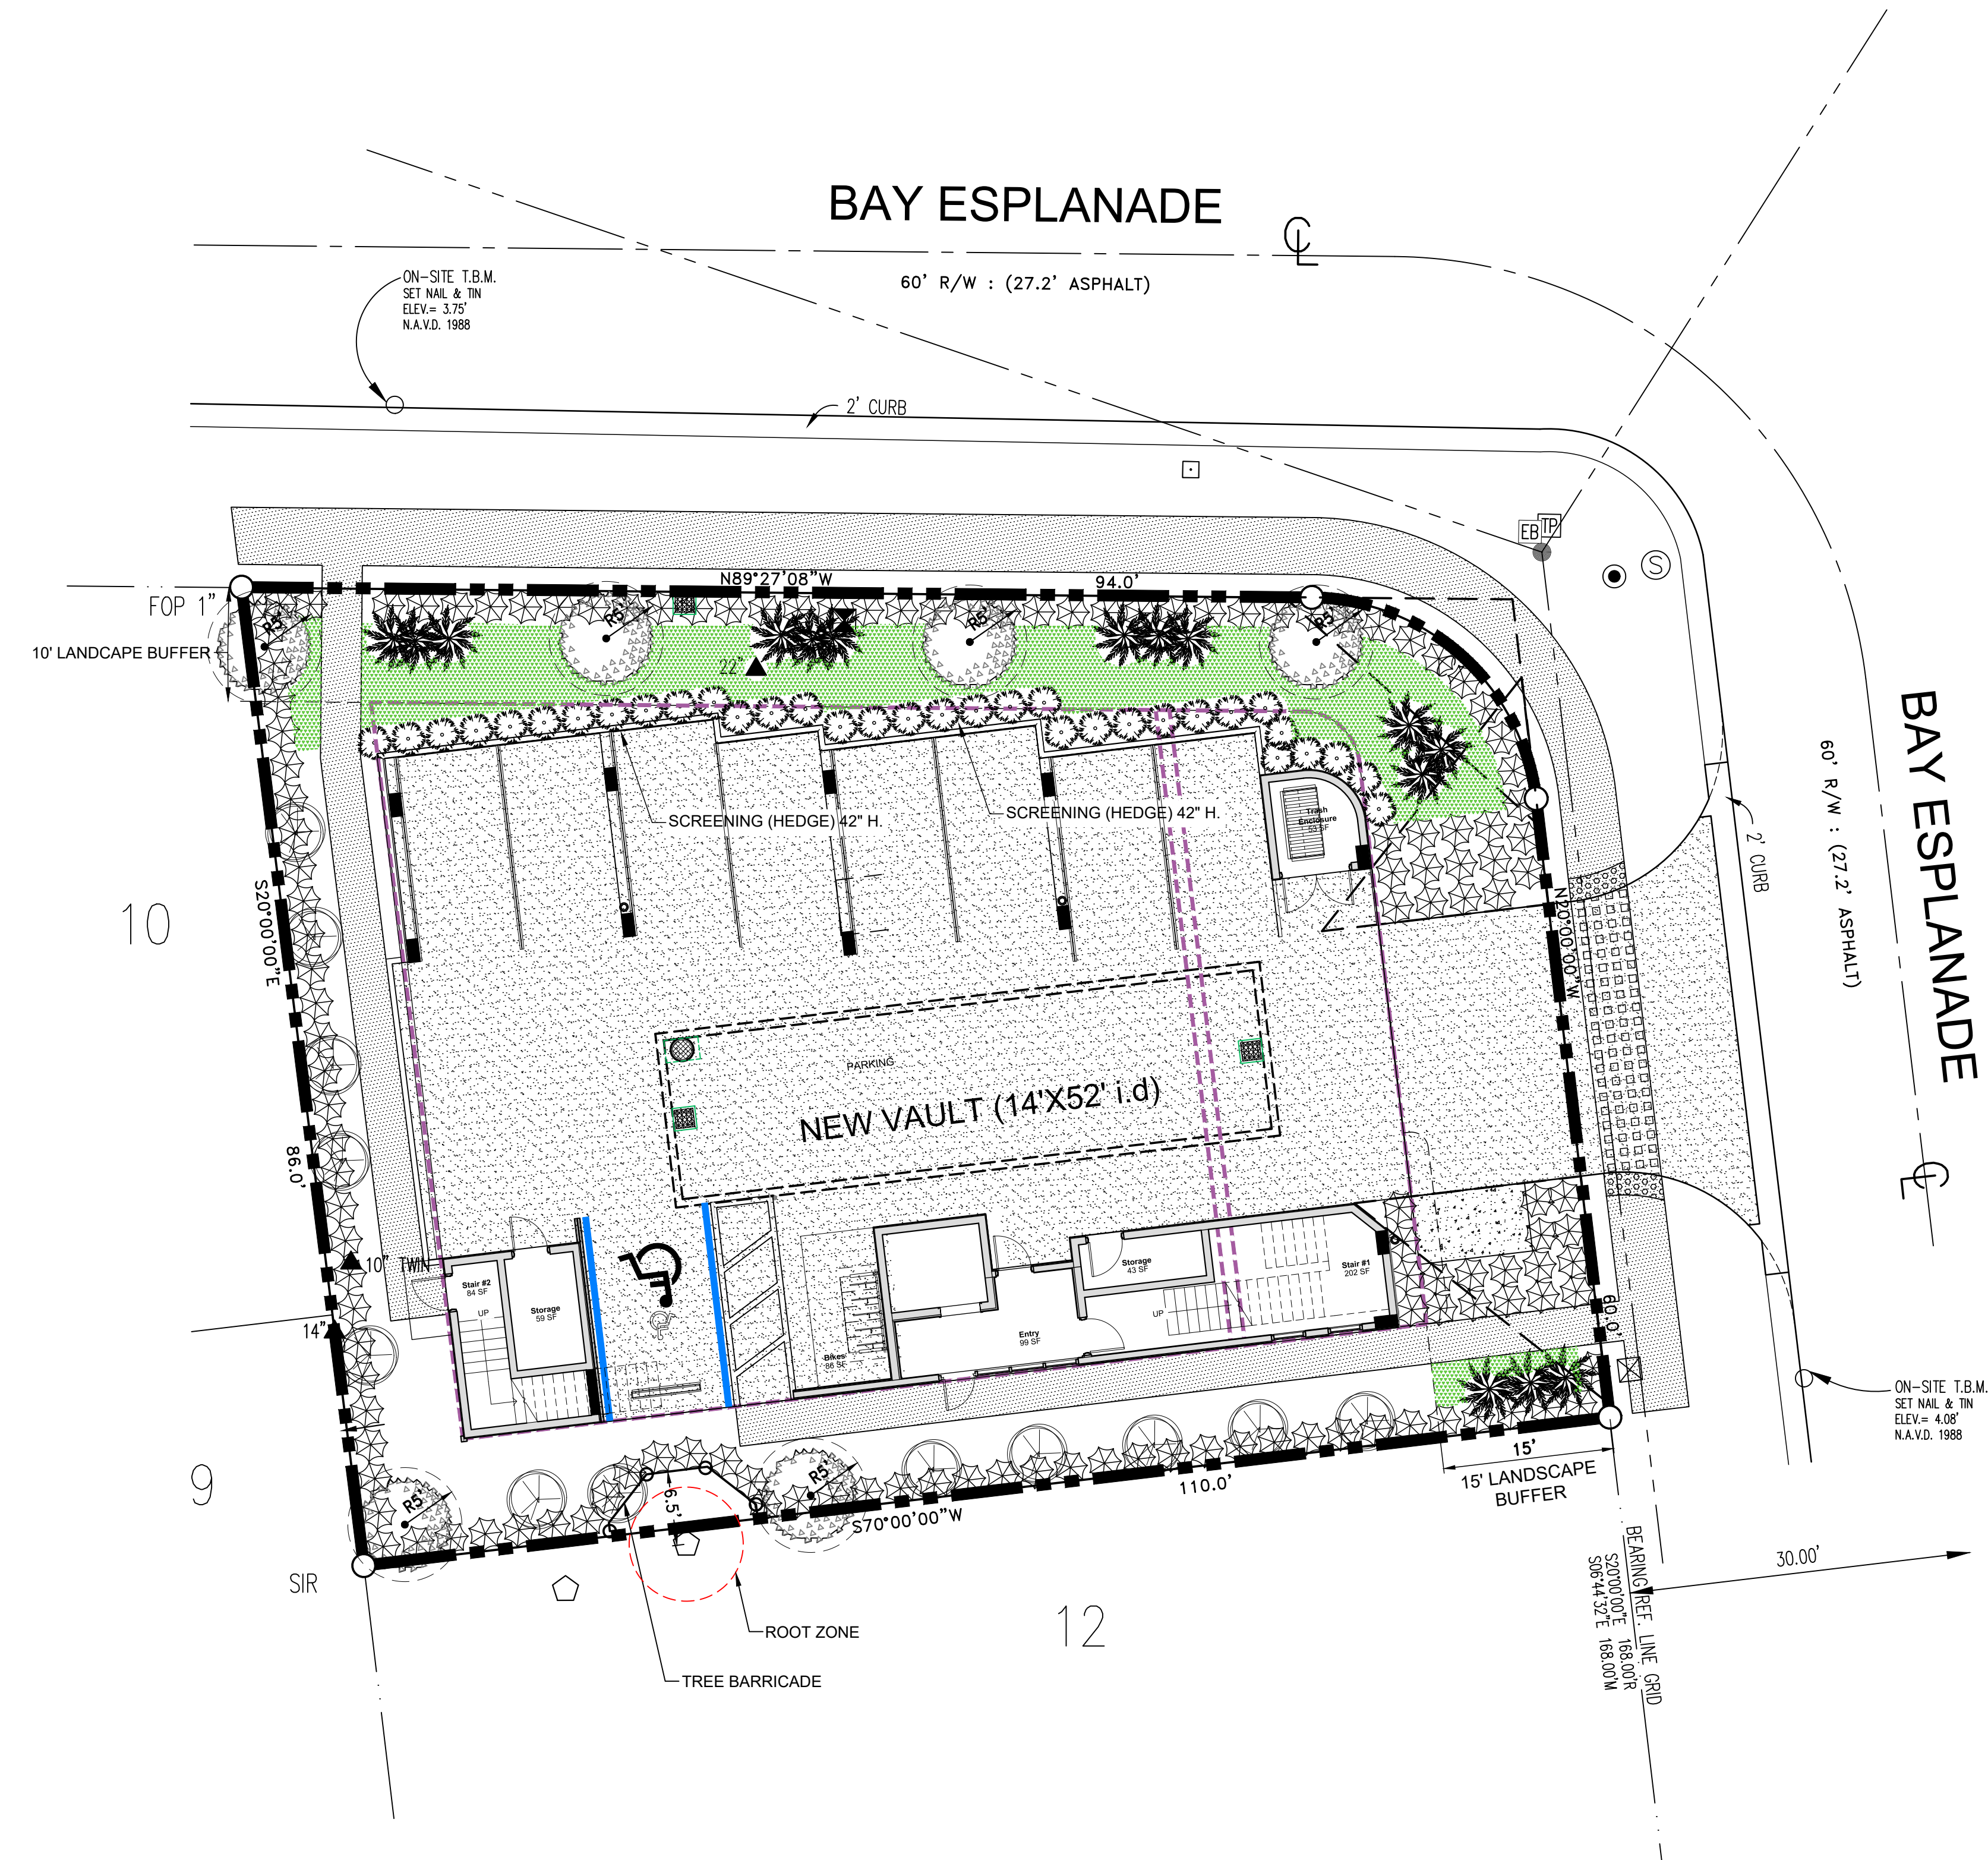 BAY ESPLANADE
60' R/W : (27.2' ASPHALT)
ON-SITE T.B.M.
SET NAIL & TIN
ELEV.= 3.75'
N.A.V.D. 1988
2' CURB
EB
TP
S
N89°27'08"W
94.0'
FOP 1"
10' LANDCAPE BUFFER
R5'
R5'
R5'
R5'
22"
SCREENING (HEDGE) 42" H.
SCREENING (HEDGE) 42" H.
Trash
Enclosure
53 SF
BAY ESPLANADE
60' R/W : (27.2' ASPHALT)
2' CURB
10
S20°00'00"E
86.0'
N20°00'00"W
60.0'
PARKING
NEW VAULT (14'X52' i.d)
10" TWIN
14"
Stair #2
84 SF
UP
Storage
59 SF
Bikes
86 SF
Entry
99 SF
Storage
43 SF
UP
Stair #1
202 SF
ON-SITE T.B.M.
SET NAIL & TIN
ELEV.= 4.08'
N.A.V.D. 1988
9
R5'
6.5'
R5'
S70°00'00"W
110.0'
15'
15' LANDSCAPE
BUFFER
SIR
ROOT ZONE
TREE BARRICADE
12
30.00'
BEARING REF. LINE GRID
S20°00'00"E 168.00'R
S06°44'32"E 168.00'M